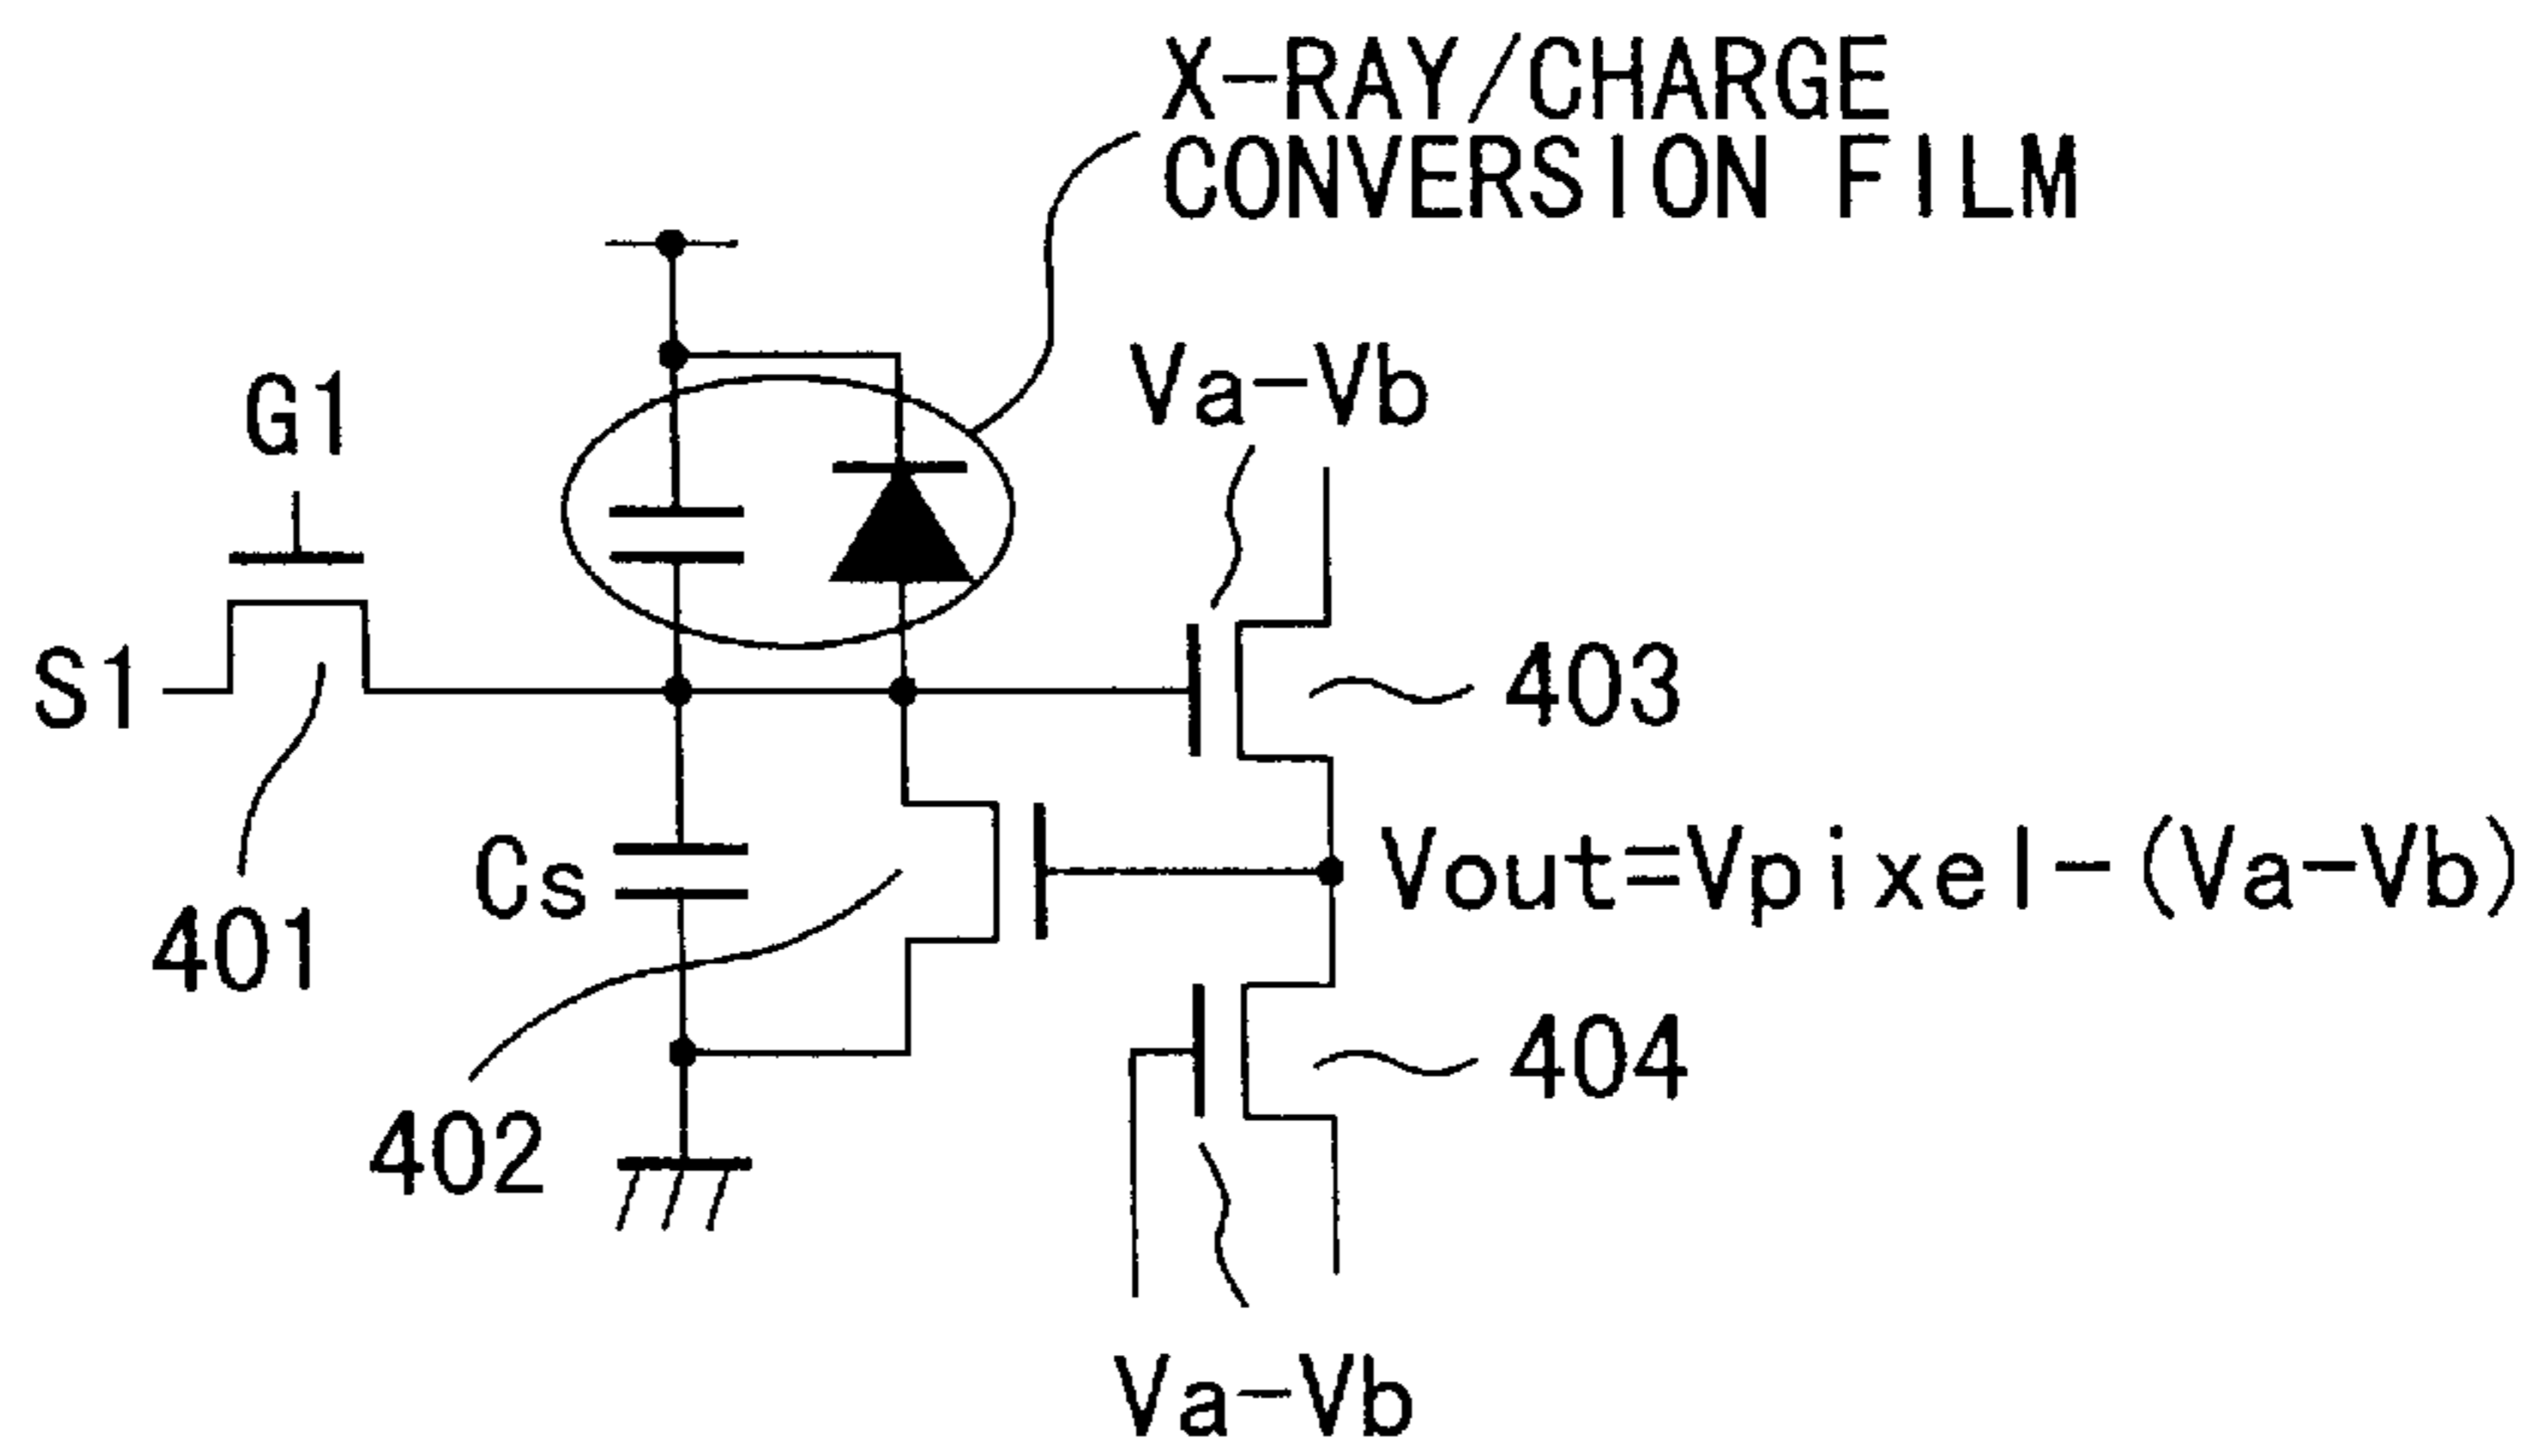 X-RAY/CHARGE
CONVERSION FILM
Va-Vb
G1
S1
403
Vout=Vpixel-(Va-Vb)
Cs
401
404
402
Va-Vb